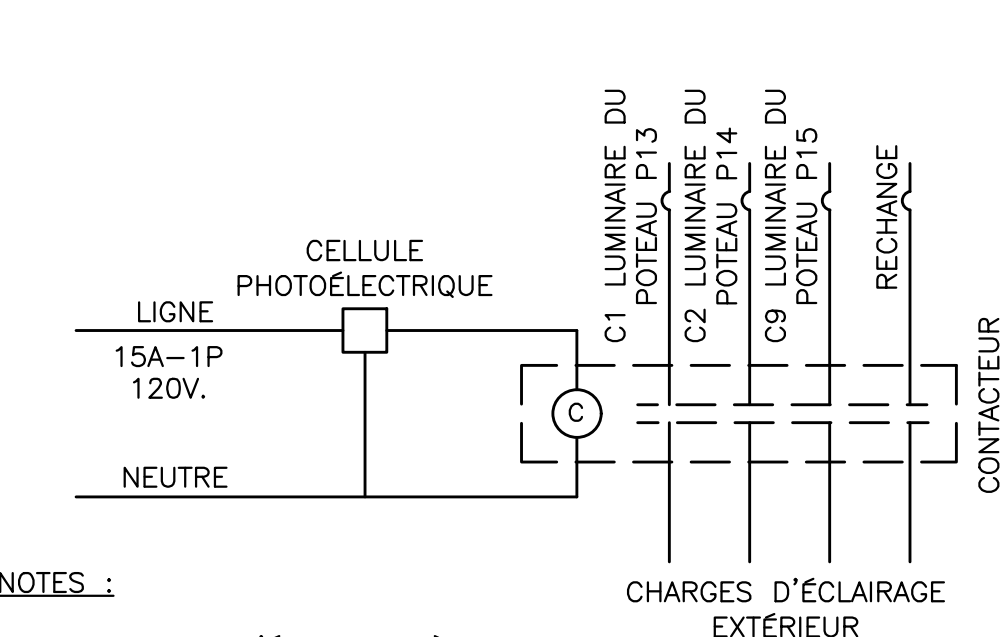 C1 LUMINAIRE DU
POTEAU P13
C2 LUMINAIRE DU
POTEAU P14
C9 LUMINAIRE DU
POTEAU P15
RECHANGE
CELLULE
PHOTOÉLECTRIQUE
LIGNE
15A-1P
120V.
C
CONTACTEUR
NEUTRE
CHARGES D'ÉCLAIRAGE
EXTÉRIEUR
NOTES :